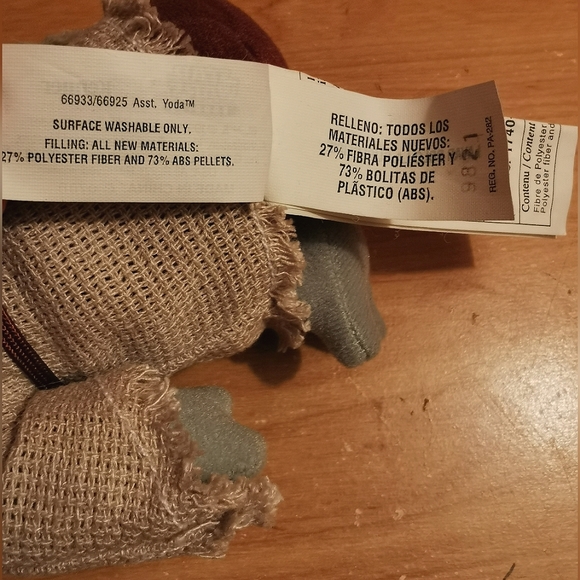 66933/66925 Asst. Yoda™
SURFACE WASHABLE ONLY.
FILLING: ALL NEW MATERIALS:
27% POLYESTER FIBER AND 73% ABS PELLETS.
RELLENO: TODOS LOS
MATERIALES NUEVOS:
27% FIBRA POLIÉSTER Y
73% BOLITAS DE
PLÁSTICO (ABS).
9821
REG. NO. PA-282
1740
Contenu / Content
Fibre de Polyester
Polyester fiber and